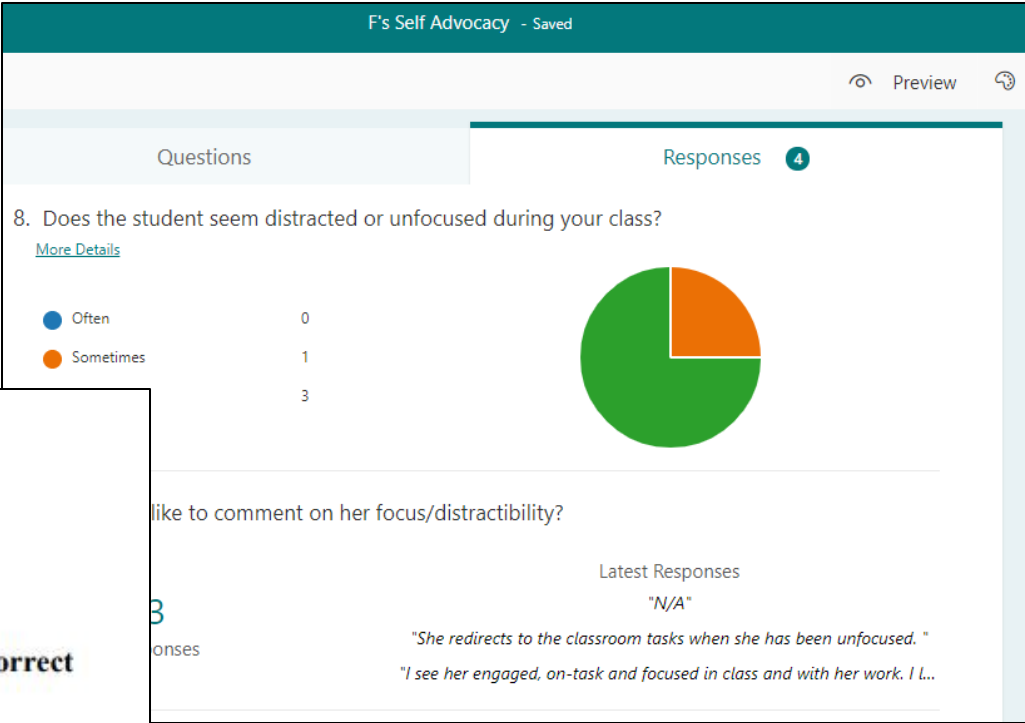 F's Self Advocacy - Saved
Preview
Questions
Responses 4
8. Does the student seem distracted or unfocused during your class?
More Details
Often 0
Sometimes 1
3
like to comment on her focus/distractibility?
Latest Responses
"N/A"
"She redirects to the classroom tasks when she has been unfocused. "
onses
"I see her engaged, on-task and focused in class and with her work. I l...
orrect